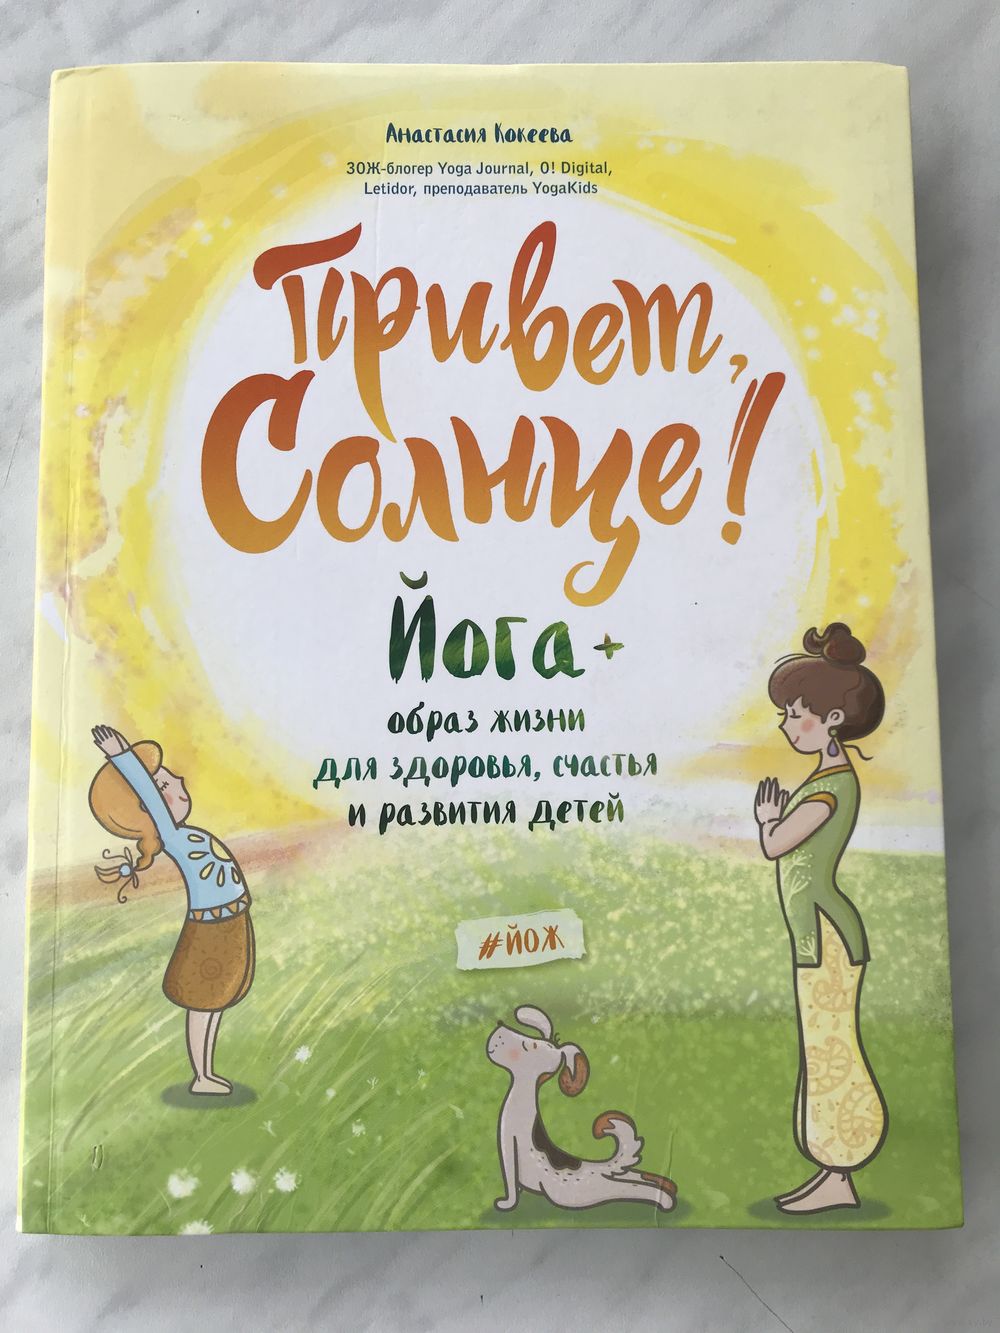 Анастасия Кокеева
ЗОЖ-блогер Yoga Journal, O! Digital,
Letidor, преподаватель YogaKids
Привет,
Солнце!
Йога+
образ жизни
для здоровья, счастья
и развития детей
#ЙОЖ